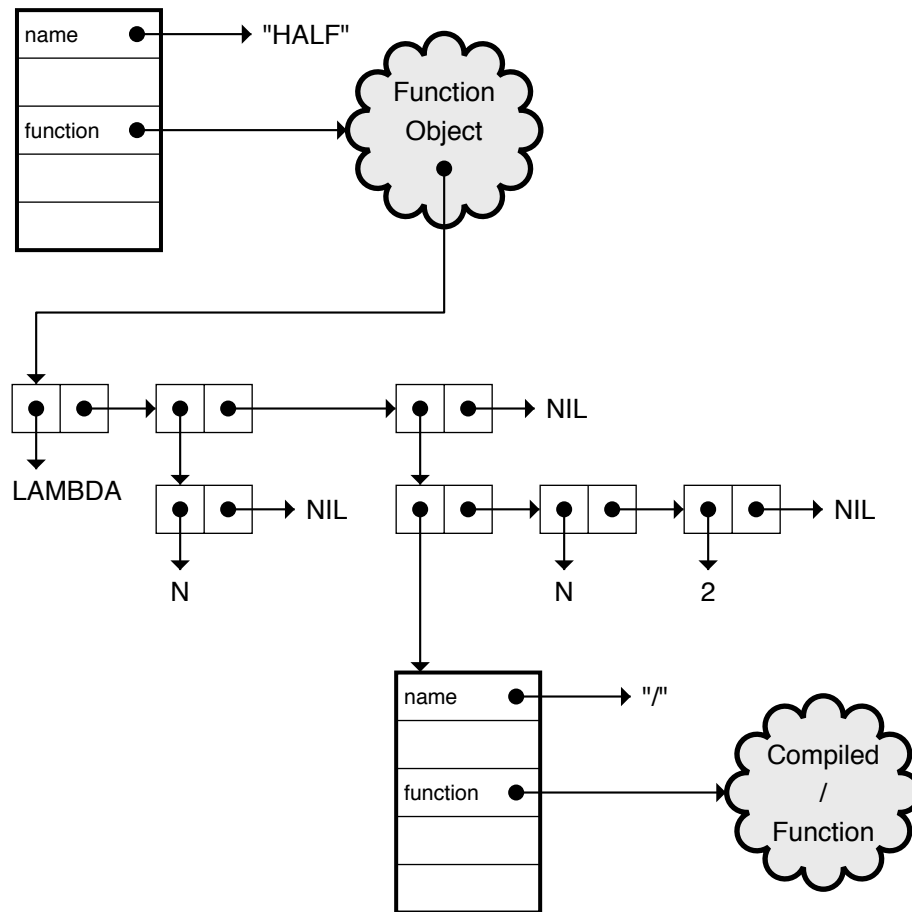 name
"HALF"
Function
Object
function
NIL
LAMBDA
NIL
NIL
N
N
2
name
"/"
Compiled
/
Function
function